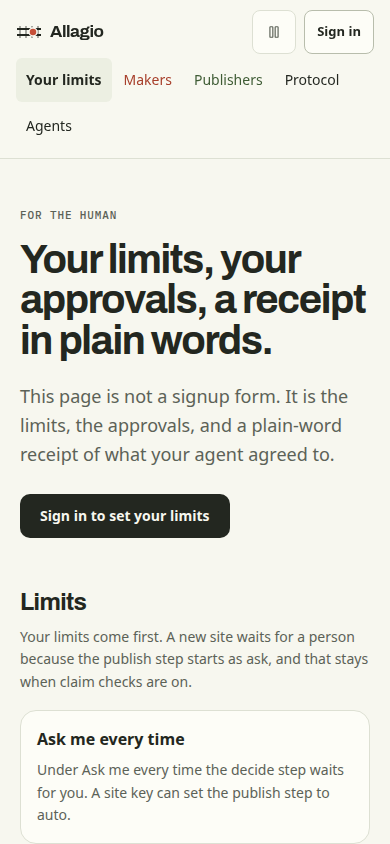 Allagio
Sign in
Your limits
Makers
Publishers
Protocol
Agents
FOR THE HUMAN
Your limits, your
approvals, a receipt
in plain words.
This page is not a signup form. It is the
limits, the approvals, and a plain-word
receipt of what your agent agreed to.
Sign in to set your limits
Limits
Your limits come first. A new site waits for a person
because the publish step starts as ask, and that stays
when claim checks are on.
Ask me every time
Under Ask me every time the decide step waits
for you. A site key can set the publish step to
auto.